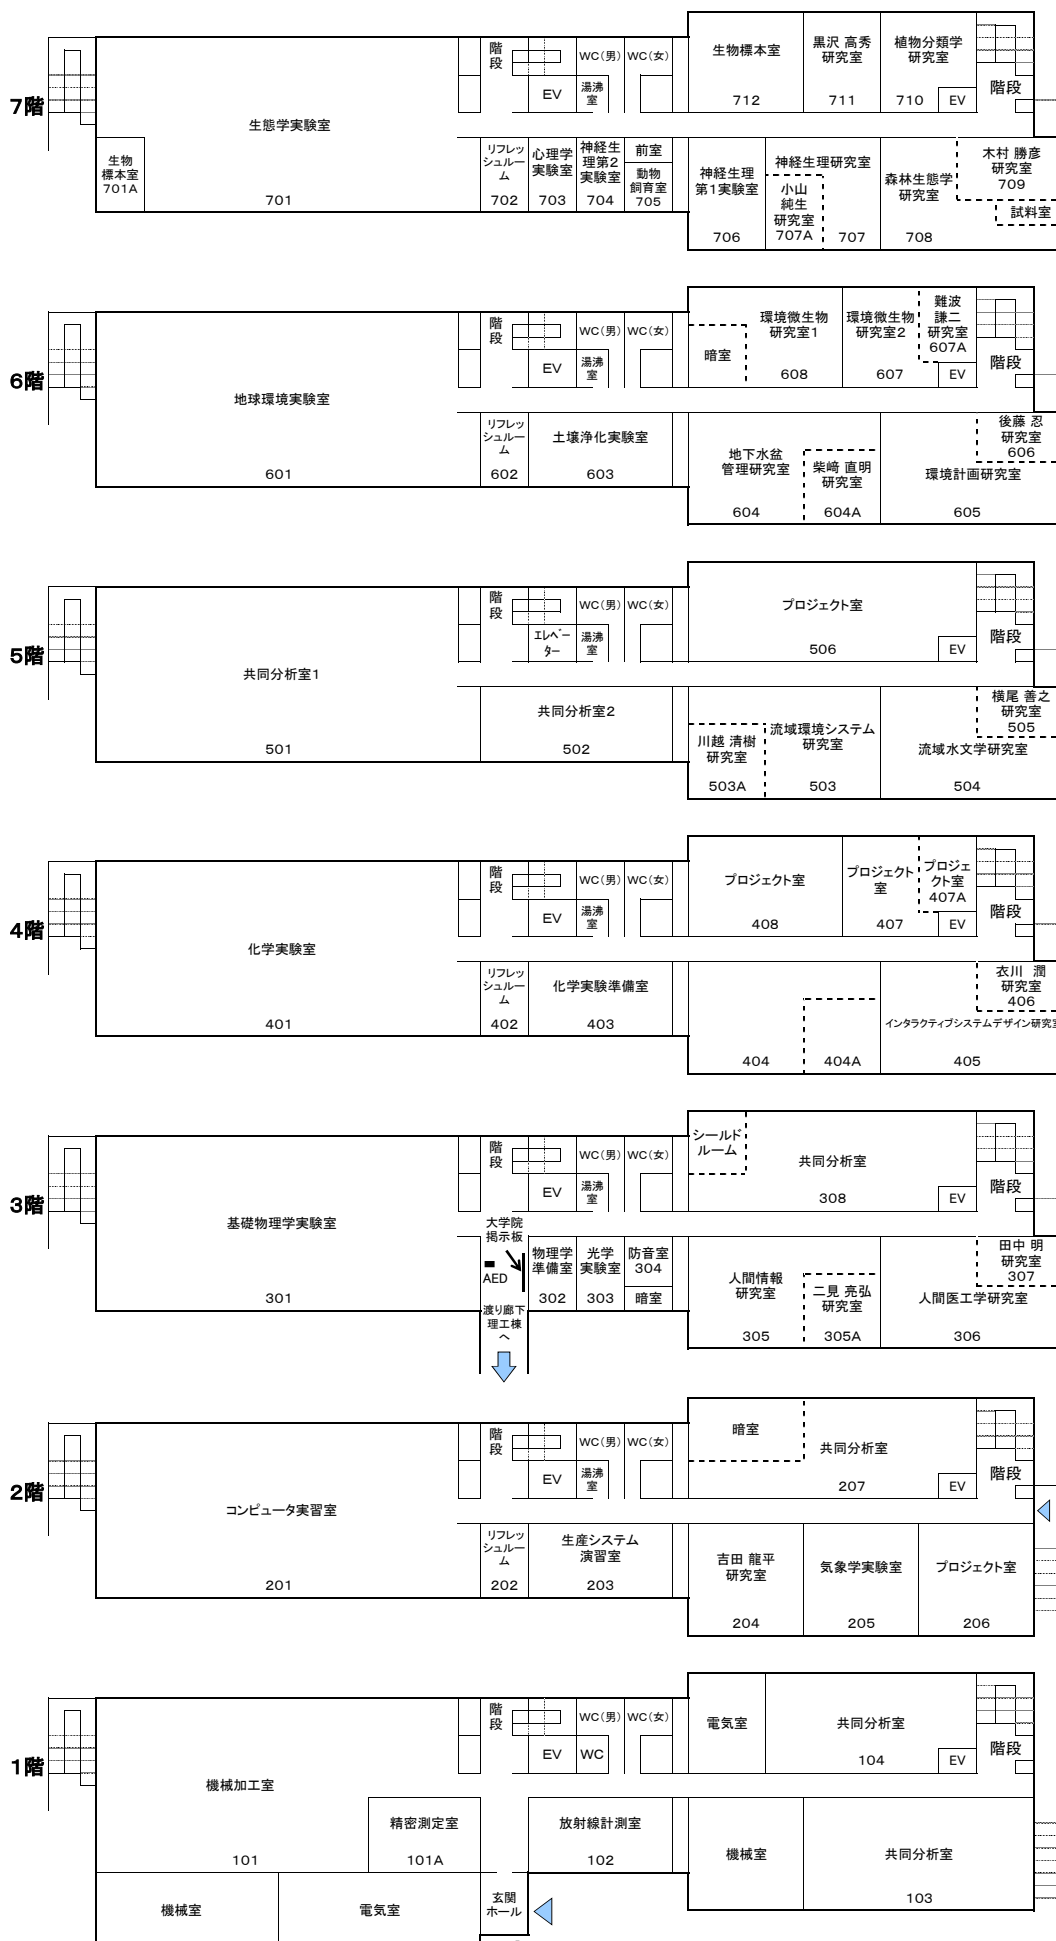 7階
生態学実験室
701
生物
標本室
701A
階
段
EV
WC(男)
WC(女)
湯沸
室
リフレッ
シュルー
ム
702
心理学
実験室
703
神経生
理第2
実験室
704
前室
動物
飼育室
705
生物標本室
712
黒沢 高秀
研究室
711
植物分類学
研究室
710
EV
階段
神経生理
第1実験室
706
神経生理研究室
小山
純生
研究室
707A
707
森林生態学
研究室
708
木村 勝彦
研究室
709
試料室
6階
地球環境実験室
601
階
段
EV
WC(男)
WC(女)
湯沸
室
リフレッ
シュルー
ム
602
土壌浄化実験室
603
暗室
環境微生物
研究室1
608
環境微生物
研究室2
607
難波
謙二
研究室
607A
EV
階段
地下水盆
管理研究室
604
柴﨑 直明
研究室
604A
後藤 忍
研究室
606
環境計画研究室
605
5階
共同分析室1
501
階
段
エレベー
ター
WC(男)
WC(女)
湯沸
室
共同分析室2
502
プロジェクト室
506
EV
階段
川越 清樹
研究室
503A
流域環境システム
研究室
503
横尾 善之
研究室
505
流域水文学研究室
504
4階
化学実験室
401
階
段
EV
WC(男)
WC(女)
湯沸
室
リフレッ
シュルー
ム
402
化学実験準備室
403
プロジェクト室
408
プロジェクト
室
407
プロジェ
クト室
407A
EV
階段
404
404A
衣川 潤
研究室
406
インタラクティブシステムデザイン研究室
405
3階
基礎物理学実験室
301
階
段
EV
WC(男)
WC(女)
湯沸
室
大学院
掲示板
AED
渡り廊下
理工棟
へ
物理学
準備室
302
光学
実験室
303
防音室
304
暗室
シールド
ルーム
共同分析室
308
EV
階段
人間情報
研究室
305
二見 亮弘
研究室
305A
田中 明
研究室
307
人間医工学研究室
306
2階
コンピュータ実習室
201
階
段
EV
WC(男)
WC(女)
湯沸
室
リフレッ
シュルー
ム
202
生産システム
演習室
203
暗室
共同分析室
207
EV
階段
吉田 龍平
研究室
204
気象学実験室
205
プロジェクト室
206
1階
機械加工室
101
精密測定室
101A
階
段
EV
WC(男)
WC(女)
WC
放射線計測室
102
電気室
共同分析室
104
EV
階段
機械室
共同分析室
103
機械室
電気室
玄関
ホール